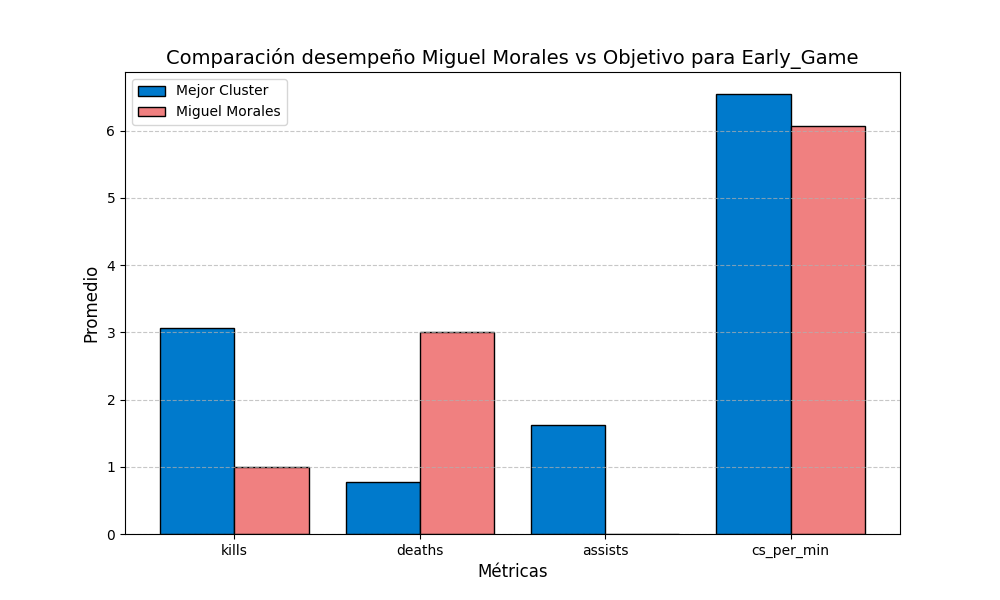 Comparación desempeño Miguel Morales vs Objetivo para Early_Game
Mejor Cluster
Miguel Morales
Promedio
6
5
4
3
2
1
0
kills
deaths
assists
cs_per_min
Métricas